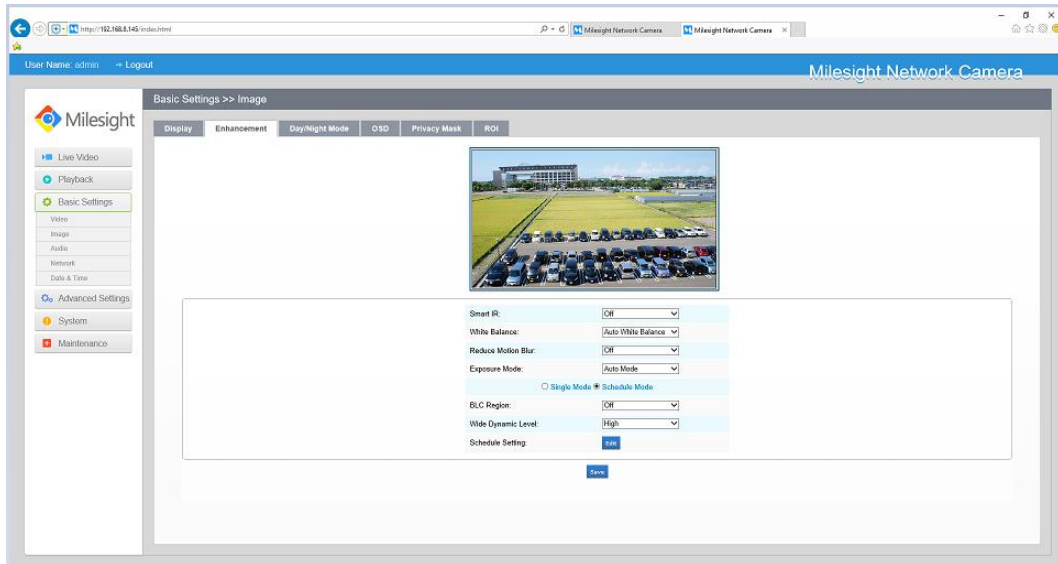 http://192.168.8.145/index.html
Milesight Network Camera
Milesight Network Camera
User Name: admin
Logout
Milesight Network Camera
Milesight
Basic Settings >> Image
Display Enhancement Day/Night Mode OSD Privacy Mask ROI
Live Video
Playback
Basic Settings
Video
Image
Audio
Network
Date & Time
Advanced Settings
System
Maintenance
Smart IR: Off
White Balance: Auto White Balance
Reduce Motion Blur: Off
Exposure Mode: Auto Mode
Single Mode Schedule Mode
BLC Region: Off
Wide Dynamic Level: High
Schedule Setting: Edit
Save